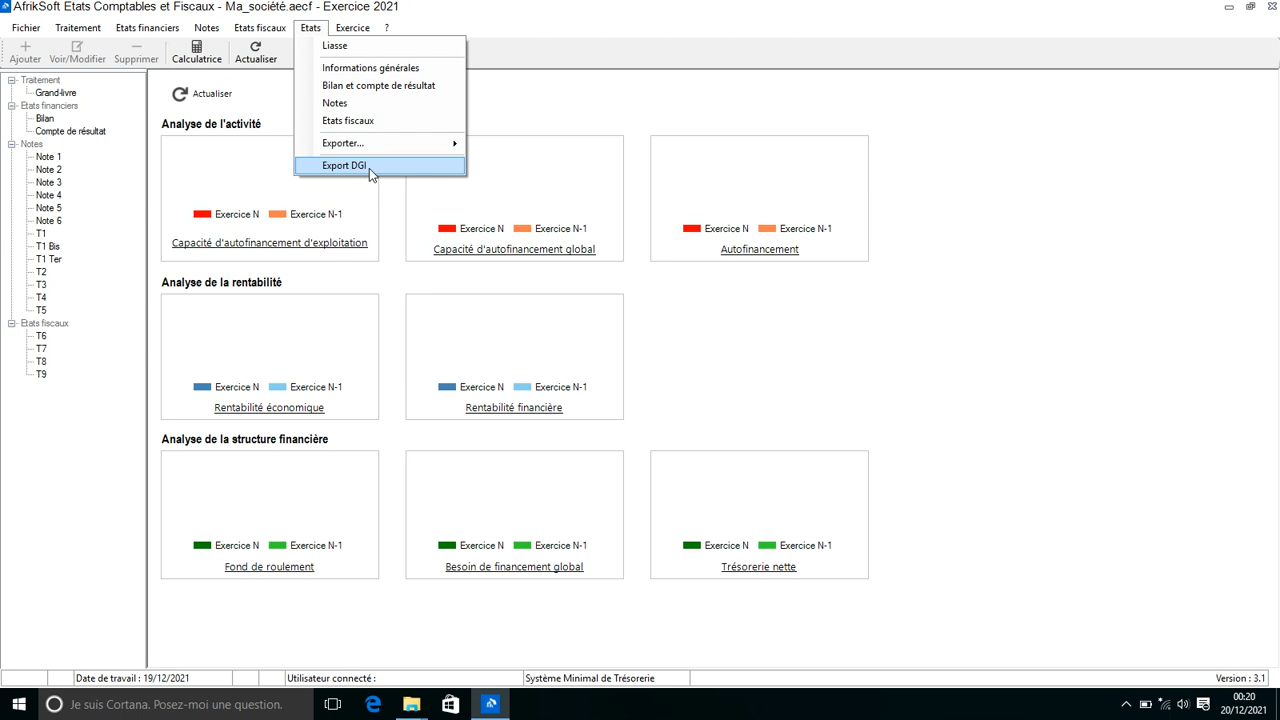 AfrikSoft Etats Comptables et Fiscaux - Ma_société.aecf - Exercice 2021
Fichier Traitement Etats financiers Notes Etats fiscaux Etats Exercice ?
Ajouter Voir/Modifier Supprimer Calculatrice Actualiser
Liasse
Informations générales
Bilan et compte de résultat
Notes
Etats fiscaux
Exporter...
Export DGI
Traitement
Grand-livre
Etats financiers
Bilan
Compte de résultat
Notes
Note 1
Note 2
Note 3
Note 4
Note 5
Note 6
T1
T1 Bis
T1 Ter
T2
T3
T4
T5
Etats fiscaux
T6
T7
T8
T9
Actualiser
Analyse de l'activité
Exercice N Exercice N-1
Capacité d'autofinancement d'exploitation
Exercice N Exercice N-1
Capacité d'autofinancement global
Exercice N Exercice N-1
Autofinancement
Analyse de la rentabilité
Exercice N Exercice N-1
Rentabilité économique
Exercice N Exercice N-1
Rentabilité financière
Analyse de la structure financière
Exercice N Exercice N-1
Fond de roulement
Exercice N Exercice N-1
Besoin de financement global
Exercice N Exercice N-1
Trésorerie nette
Date de travail : 19/12/2021 Utilisateur connecté : Système Minimal de Trésorerie Version : 3.1
Je suis Cortana. Posez-moi une question.
00:20
20/12/2021